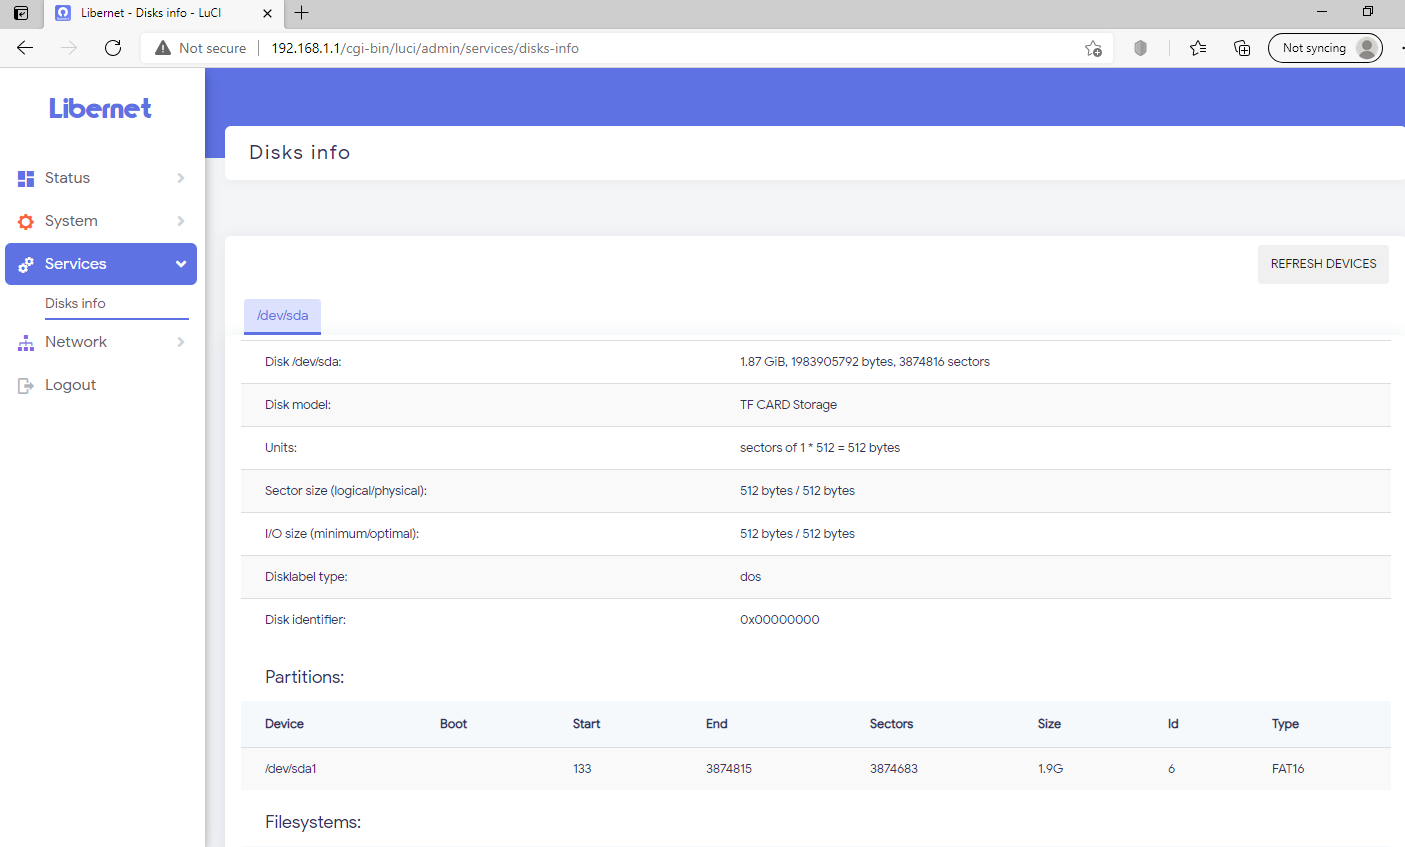 Libernet - Disks info - LuCI
Not secure
192.168.1.1/cgi-bin/luci/admin/services/disks-info
Not syncing
Libernet
Status
System
Services
Disks info
Network
Logout
Disks info
REFRESH DEVICES
/dev/sda
Disk /dev/sda: 1.87 GiB, 1983905792 bytes, 3874816 sectors
Disk model: TF CARD Storage
Units: sectors of 1 * 512 = 512 bytes
Sector size (logical/physical): 512 bytes / 512 bytes
I/O size (minimum/optimal): 512 bytes / 512 bytes
Disklabel type: dos
Disk identifier: 0x00000000
Partitions:
Device Boot Start End Sectors Size Id Type
/dev/sda1 133 3874815 3874683 1.9G 6 FAT16
Filesystems: